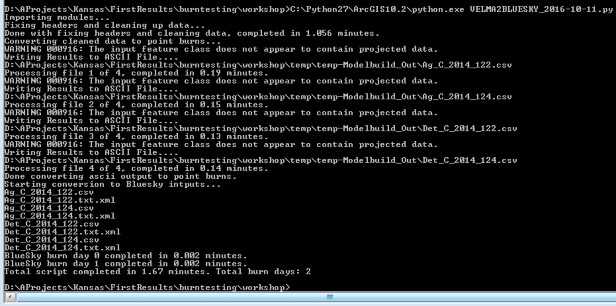 D:\AProjects\Kansas\FirstResults\burntesting\workshop>C:\Python27\ArcGIS10.2\python.exe VELMA2BLUESKY_2016-10-11.py
Importing modules...
Fixing headers and cleaning up data...
Done with fixing headers and cleaning data, completed in 1.056 minutes.
Converting cleaned data to point burns...
WARNING 000916: The input feature class does not appear to contain projected data.
Writing Results to ASCII File....
D:\AProjects\Kansas\FirstResults\burntesting\workshop\temp\temp-Modelbuild_Out\Ag_C_2014_122.csv
Processing file 1 of 4, completed in 0.19 minutes.
WARNING 000916: The input feature class does not appear to contain projected data.
Writing Results to ASCII File....
D:\AProjects\Kansas\FirstResults\burntesting\workshop\temp\temp-Modelbuild_Out\Ag_C_2014_124.csv
Processing file 2 of 4, completed in 0.15 minutes.
WARNING 000916: The input feature class does not appear to contain projected data.
Writing Results to ASCII File....
D:\AProjects\Kansas\FirstResults\burntesting\workshop\temp\temp-Modelbuild_Out\Det_C_2014_122.csv
Processing file 3 of 4, completed in 0.13 minutes.
WARNING 000916: The input feature class does not appear to contain projected data.
Writing Results to ASCII File....
D:\AProjects\Kansas\FirstResults\burntesting\workshop\temp\temp-Modelbuild_Out\Det_C_2014_124.csv
Processing file 4 of 4, completed in 0.14 minutes.
Done converting ascii output to point burns.
Starting conversion to Bluesky intputs...
Ag_C_2014_122.csv
Ag_C_2014_122.txt.xml
Ag_C_2014_124.csv
Ag_C_2014_124.txt.xml
Det_C_2014_122.csv
Det_C_2014_122.txt.xml
Det_C_2014_124.csv
Det_C_2014_124.txt.xml
BlueSky burn day 0 completed in 0.002 minutes.
BlueSky burn day 1 completed in 0.002 minutes.
Total script completed in 1.67 minutes. Total burn days: 2
D:\AProjects\Kansas\FirstResults\burntesting\workshop>